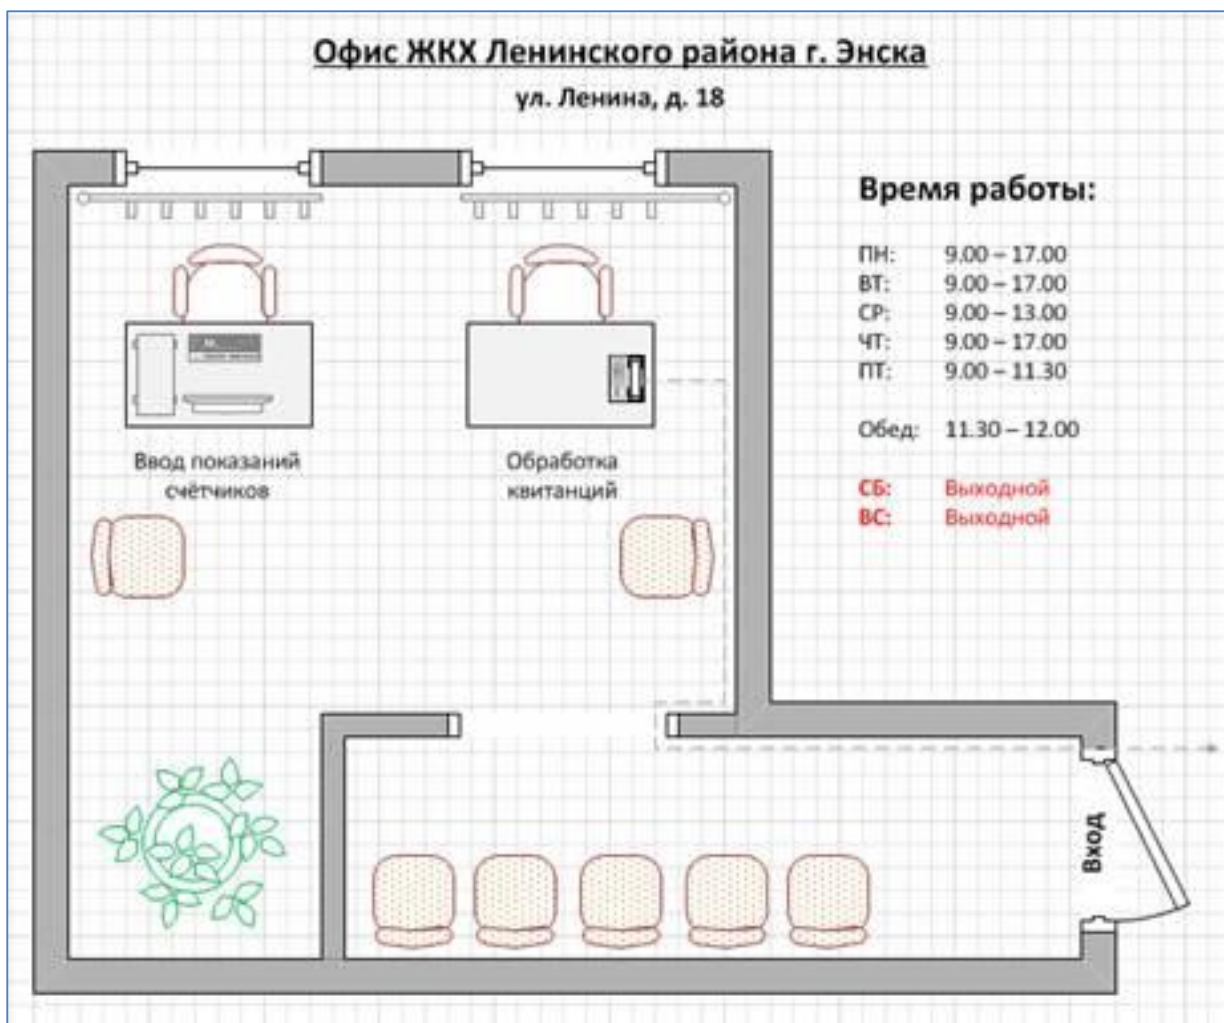 Офис ЖКХ Ленинского района г. Энска
ул. Ленина, д. 18
Время работы:
ПН: 9.00 – 17.00
ВТ: 9.00 – 17.00
СР: 9.00 – 13.00
ЧТ: 9.00 – 17.00
ПТ: 9.00 – 11.30
Обед: 11.30 – 12.00
СБ: Выходной
ВС: Выходной
Ввод показаний
счётчиков
Обработка
квитанций
Вход